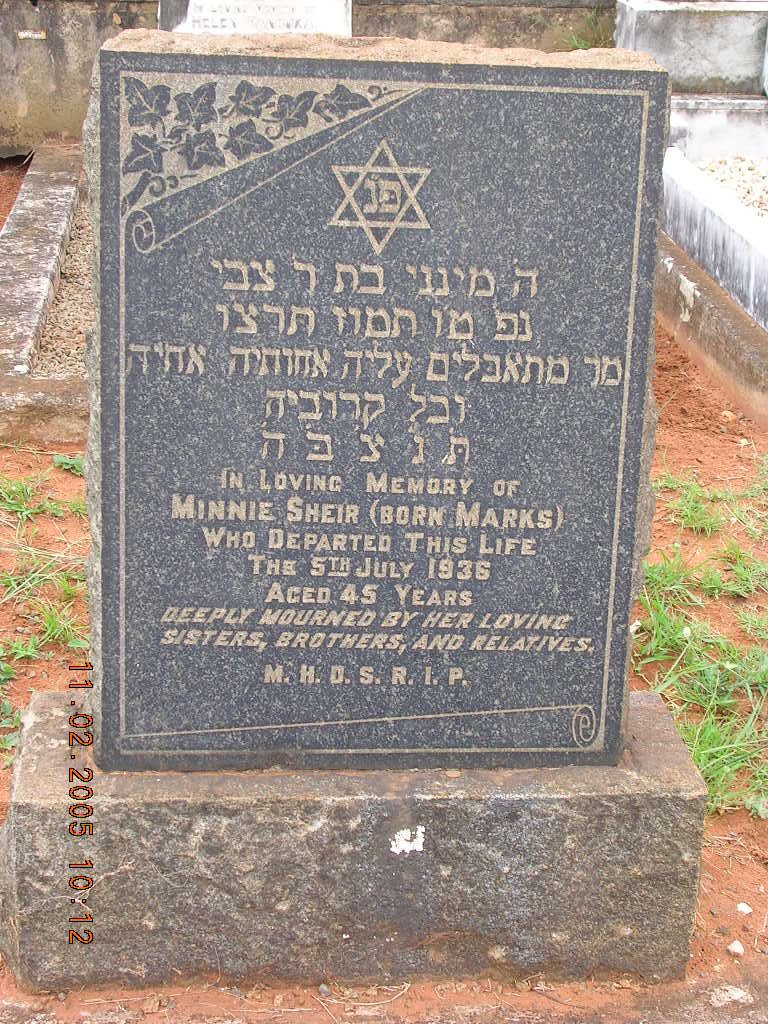 פ״נ
ה׳ מינני בת ר׳ צבי
נפ׳ טו תמוז תרצ״ו
מר מתאבלים עליה אחותיה אחיה
וכל קרוביה
ת נ צ ב ה
IN LOVING MEMORY OF
MINNIE SHEIR (BORN MARKS)
WHO DEPARTED THIS LIFE
THE 5TH JULY 1936
AGED 45 YEARS
DEEPLY MOURNED BY HER LOVING
SISTERS, BROTHERS, AND RELATIVES.
M. H. D. S. R. I. P.
11.02.2005 10:12